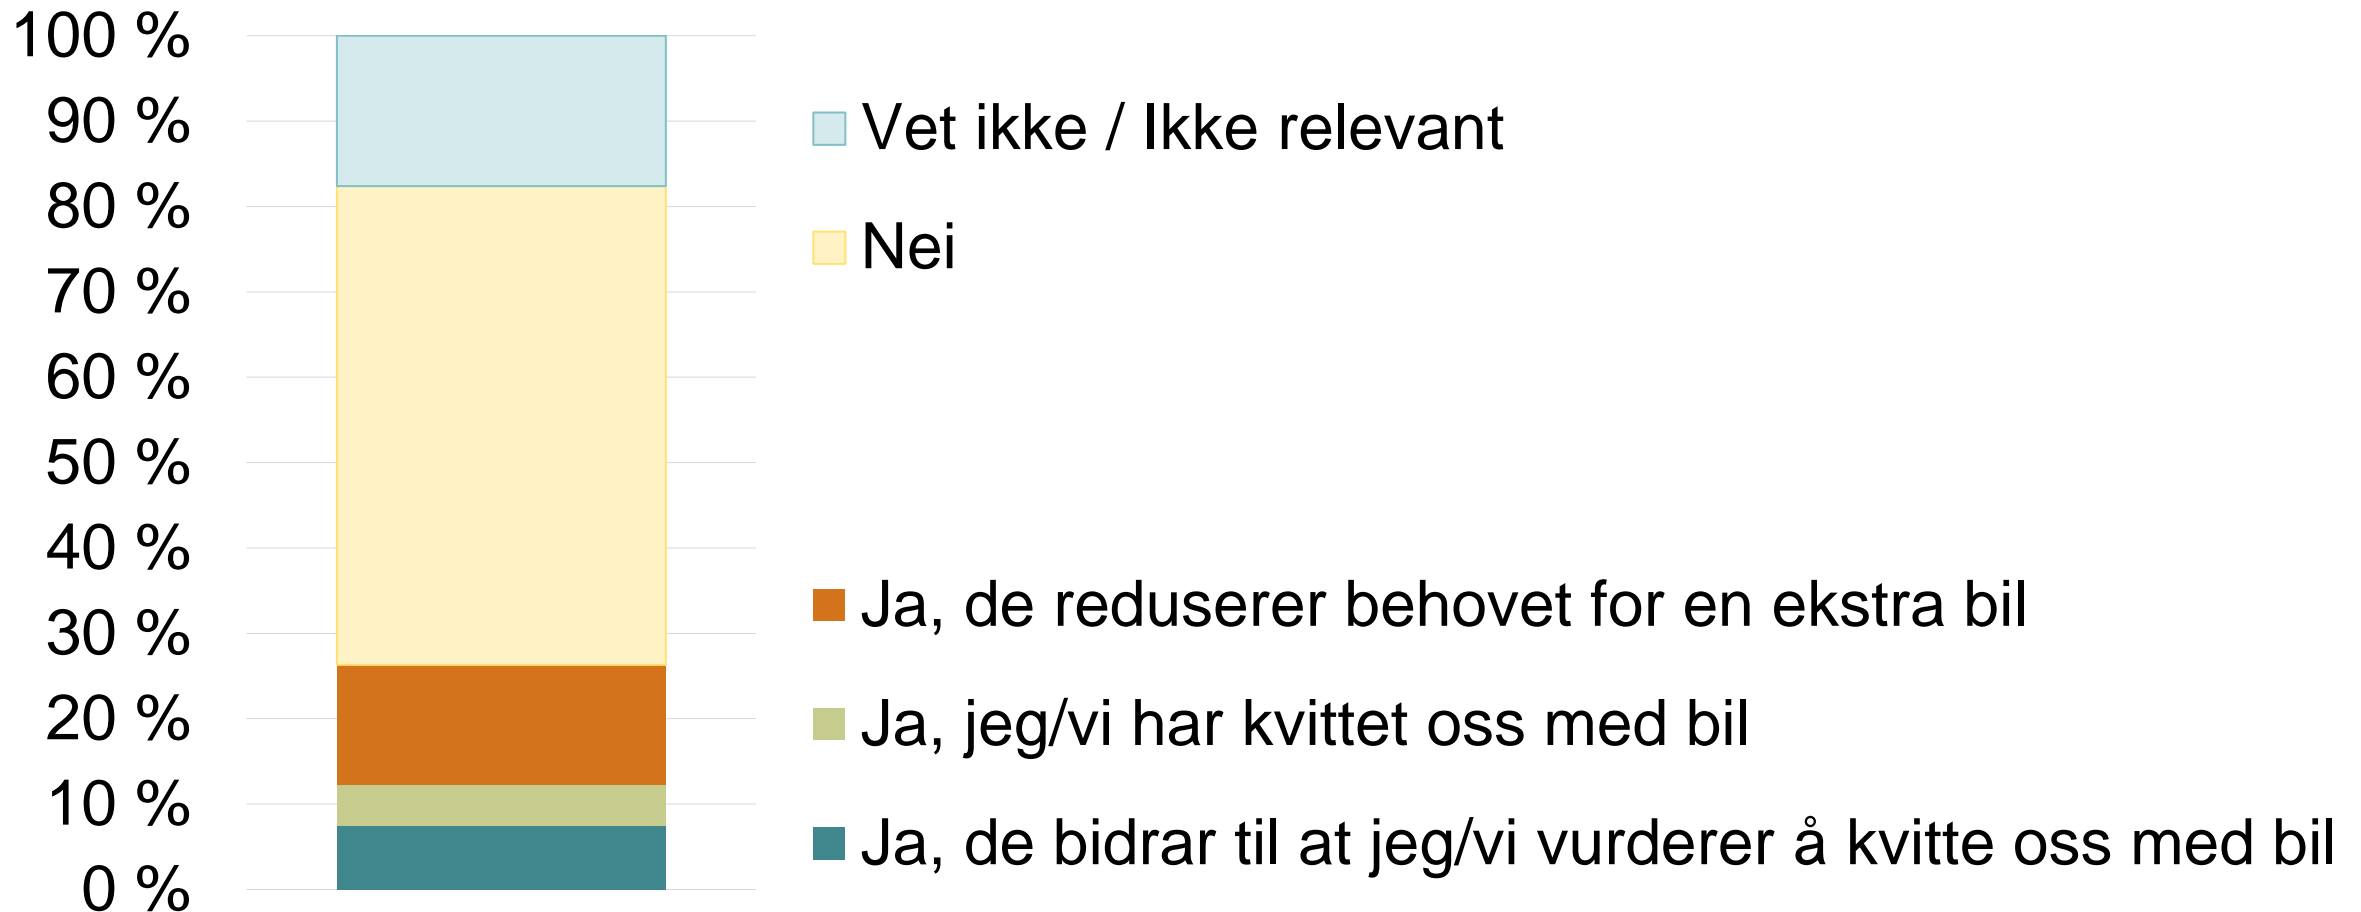 100 %
90 %
80 %
70 %
60 %
50 %
40 %
30 %
20 %
10 %
0 %
Vet ikke / Ikke relevant
Nei
Ja, de reduserer behovet for en ekstra bil
Ja, jeg/vi har kvittet oss med bil
Ja, de bidrar til at jeg/vi vurderer å kvitte oss med bil